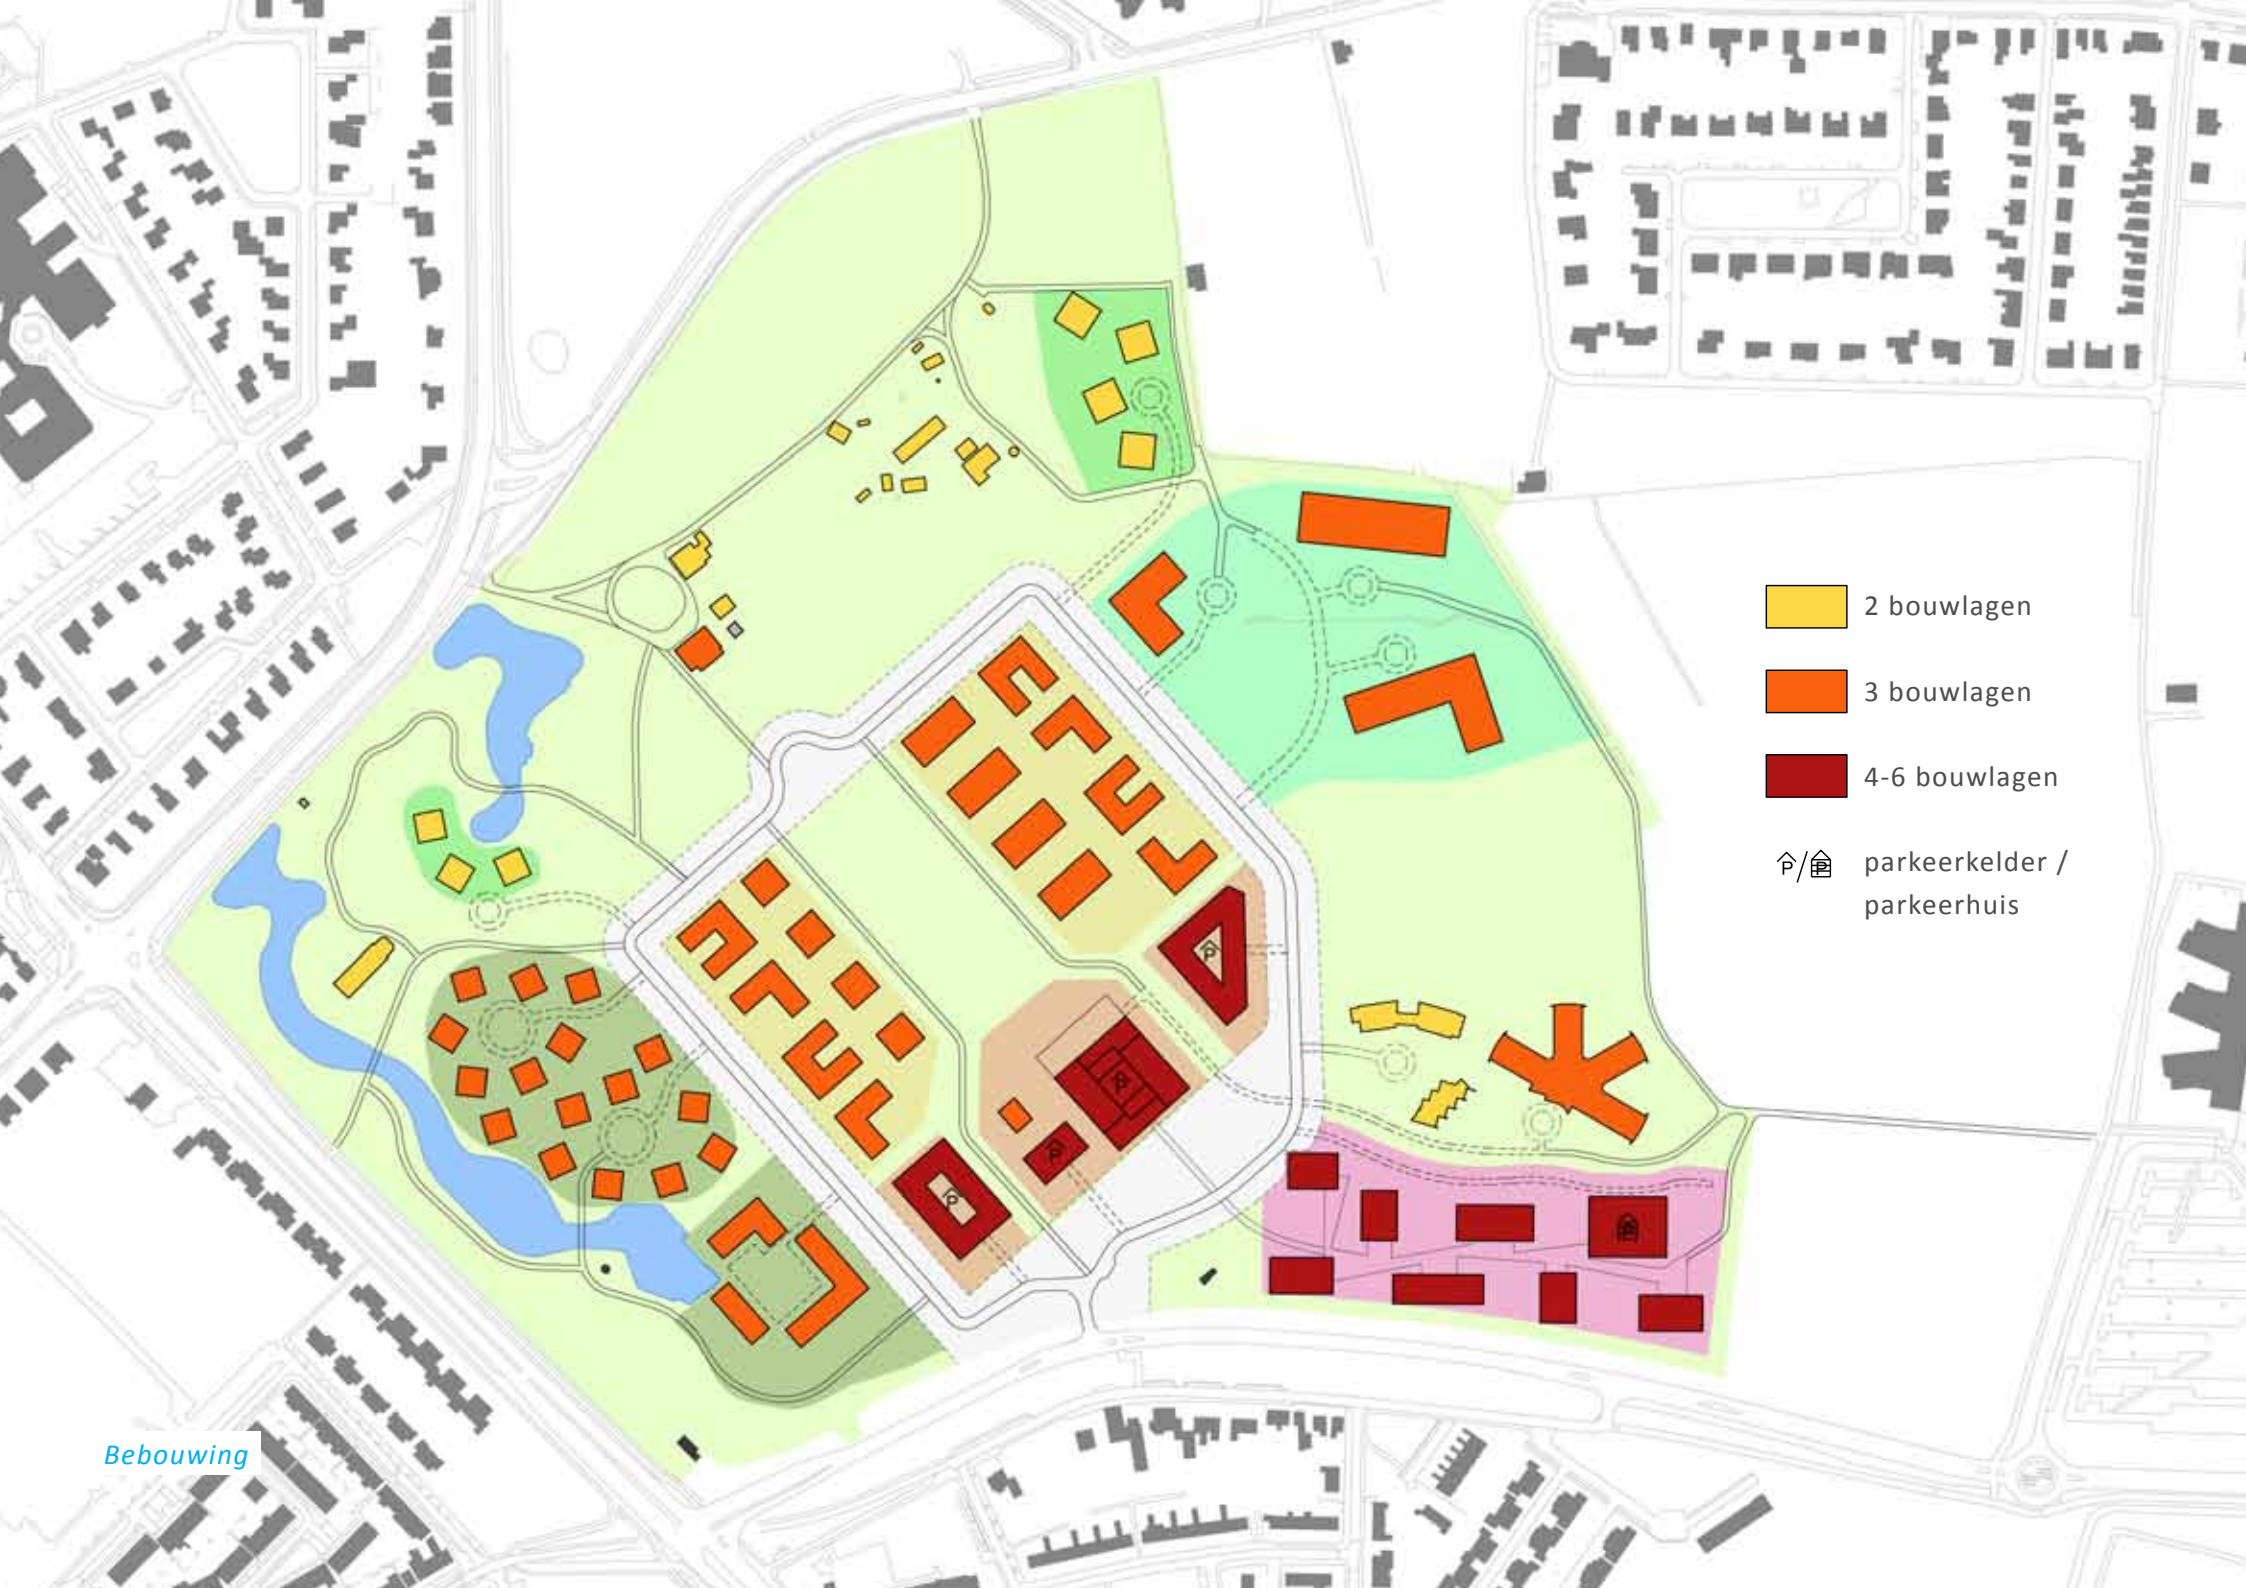 2 bouwlagen
3 bouwlagen
4-6 bouwlagen
P/P parkeerkelder /
parkeerhuis
P
P
P
P
P
Bebouwing